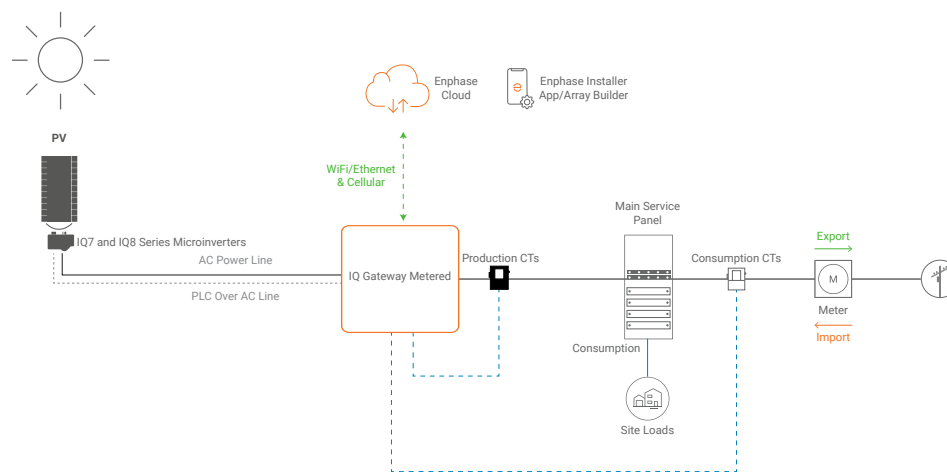 Enphase
Cloud
Enphase Installer
App/Array Builder
PV
WiFi/Ethernet
& Cellular
Main Service
Panel
IQ7 and IQ8 Series Microinverters
AC Power Line
PLC Over AC Line
IQ Gateway Metered
Production CTs
Consumption CTs
Export
M
Meter
Import
Consumption
Site Loads